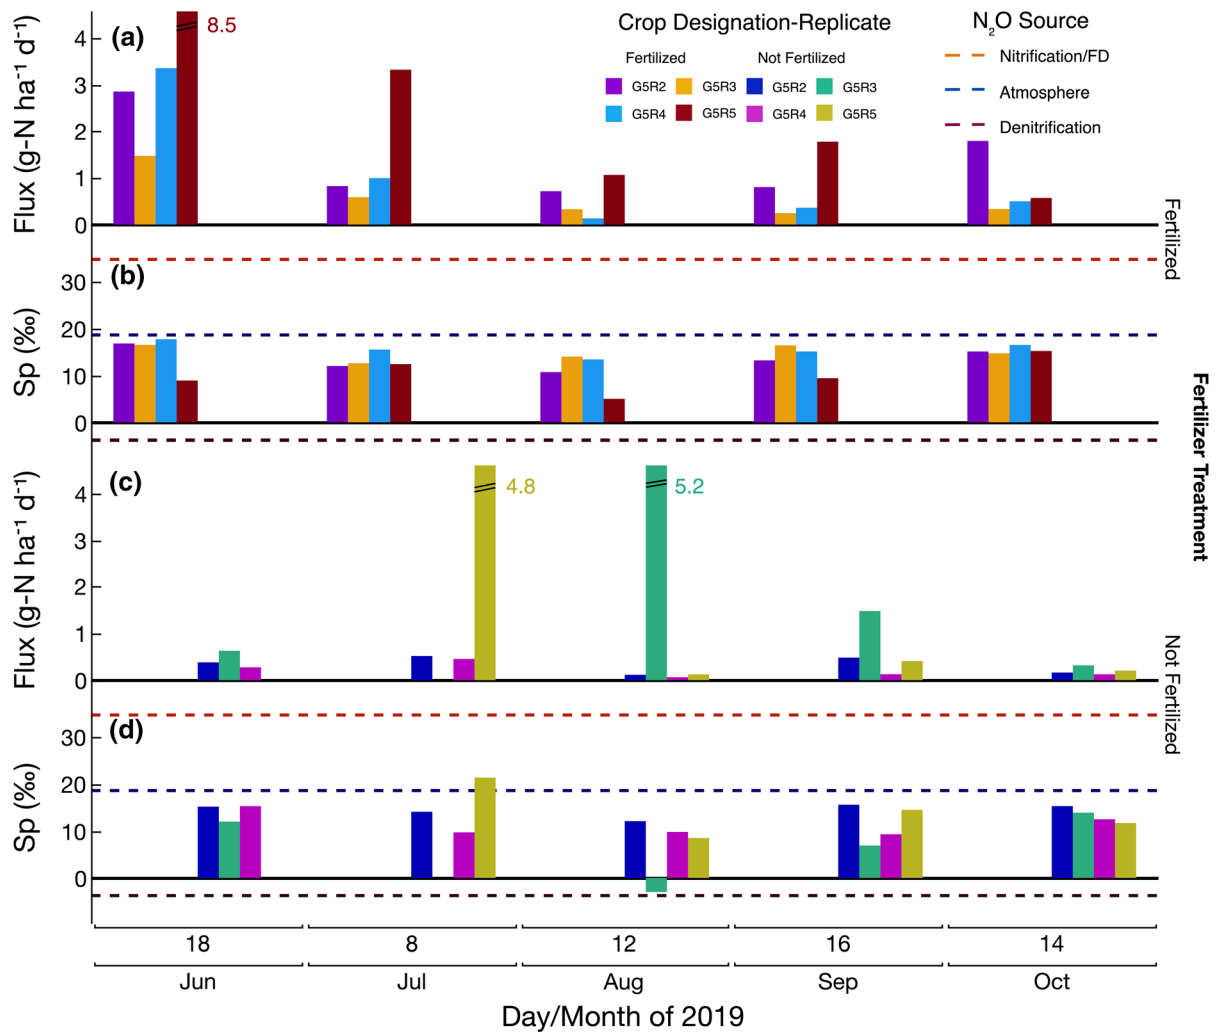 (a)
8.5
Crop Designation-Replicate
Fertilized
Not Fertilized
G5R2
G5R3
G5R2
G5R3
G5R4
G5R5
G5R4
G5R5
N₂O Source
Nitrification/FD
Atmosphere
Denitrification
Flux (g-N ha⁻¹ d⁻¹)
4
3
2
1
0
Fertilized
(b)
Sp (‰)
30
20
10
0
Fertilizer Treatment
(c)
4.8
5.2
Flux (g-N ha⁻¹ d⁻¹)
4
3
2
1
0
Not Fertilized
(d)
Sp (‰)
30
20
10
0
18 8 12 16 14
Jun Jul Aug Sep Oct
Day/Month of 2019